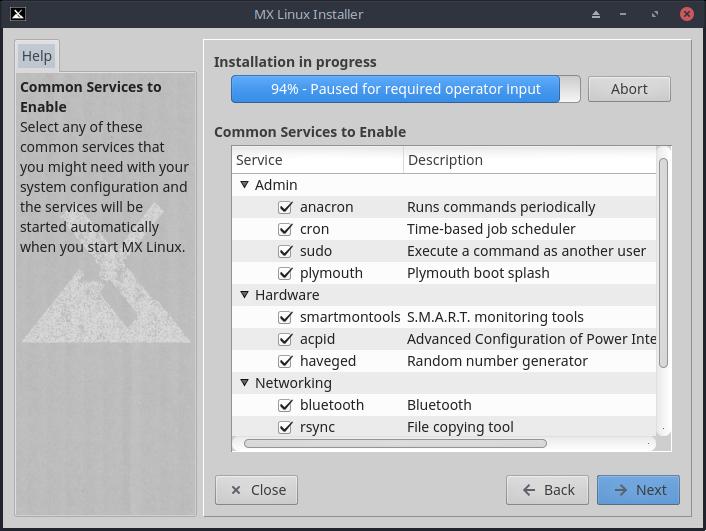 MX Linux Installer
Help
Common Services to
Enable
Select any of these
common services that
you might need with your
system configuration and
the services will be
started automatically
when you start MX Linux.
Installation in progress
94% - Paused for required operator input
Abort
Common Services to Enable
Service Description
Admin
anacron Runs commands periodically
cron Time-based job scheduler
sudo Execute a command as another user
plymouth Plymouth boot splash
Hardware
smartmontools S.M.A.R.T. monitoring tools
acpid Advanced Configuration of Power Inte
haveged Random number generator
Networking
bluetooth Bluetooth
rsync File copying tool
Close
Back
Next